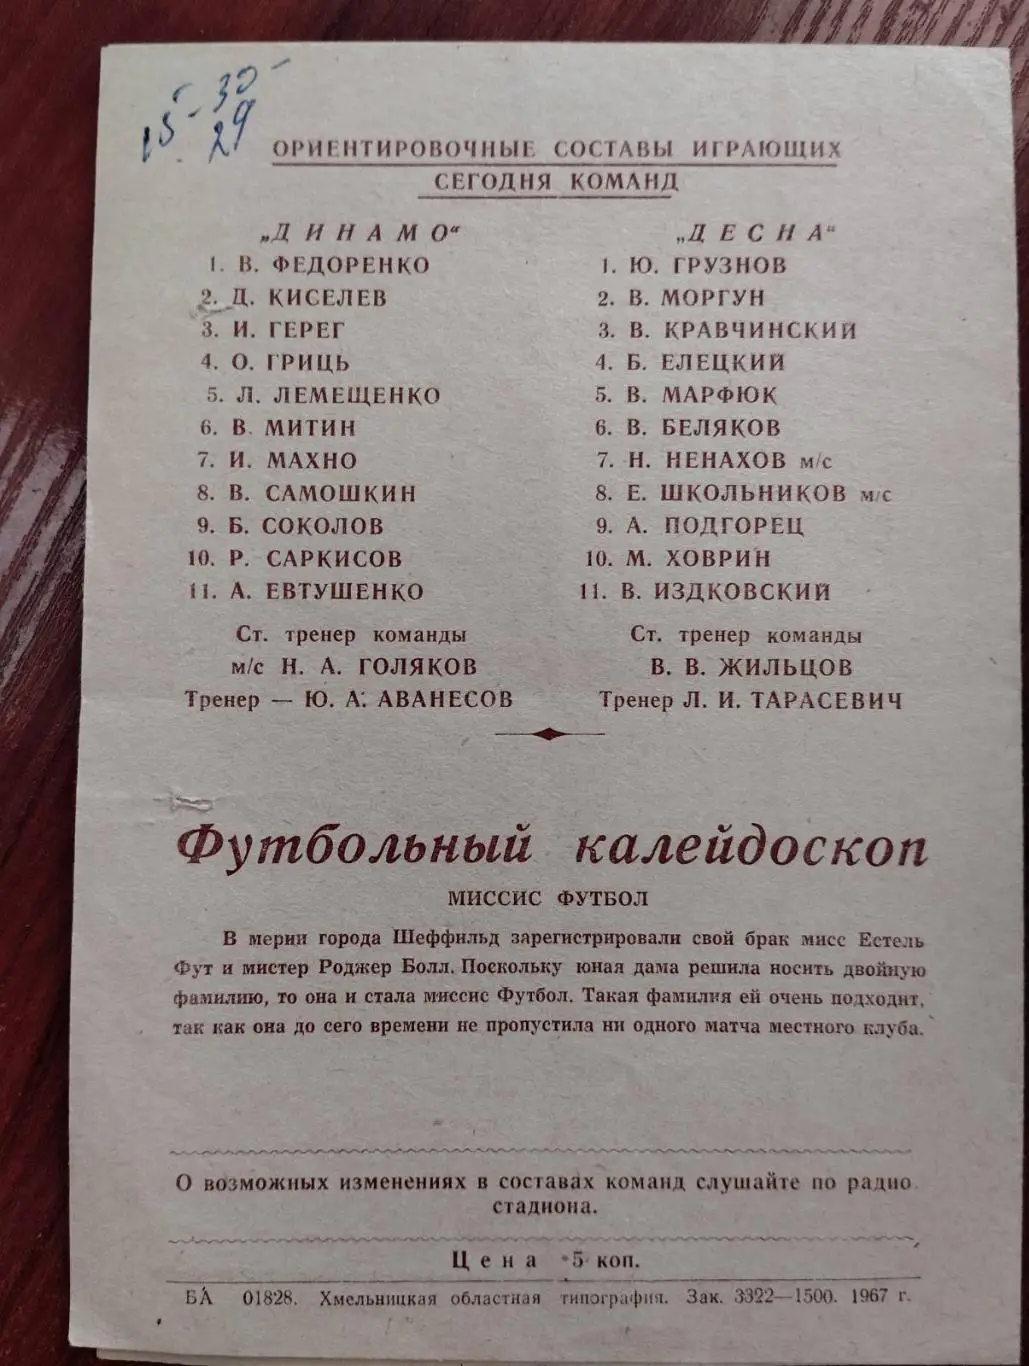 15 - 30 -
29
ОРИЕНТИРОВОЧНЫЕ СОСТАВЫ ИГРАЮЩИХ
СЕГОДНЯ КОМАНД
„ДИНАМО“ „ДЕСНА“
1. В. ФЕДОРЕНКО 1. Ю. ГРУЗНОВ
2. Д. КИСЕЛЕВ 2. В. МОРГУН
3. И. ГЕРЕГ 3. В. КРАВЧИНСКИЙ
4. О. ГРИЦЬ 4. Б. ЕЛЕЦКИЙ
5. Л. ЛЕМЕЩЕНКО 5. В. МАРФЮК
6. В. МИТИН 6. В. БЕЛЯКОВ
7. И. МАХНО 7. Н. НЕНАХОВ м/с
8. В. САМОШКИН 8. Е. ШКОЛЬНИКОВ м/с
9. Б. СОКОЛОВ 9. А. ПОДГОРЕЦ
10. Р. САРКИСОВ 10. М. ХОВРИН
11. А. ЕВТУШЕНКО 11. В. ИЗДКОВСКИЙ
Ст. тренер команды Ст. тренер команды
м/с Н. А. ГОЛЯКОВ В. В. ЖИЛЬЦОВ
Тренер — Ю. А. АВАНЕСОВ Тренер Л. И. ТАРАСЕВИЧ
Футбольный калейдоскоп
МИССИС ФУТБОЛ
В мерии города Шеффильд зарегистрировали свой брак мисс Естель
Фут и мистер Роджер Болл. Поскольку юная дама решила носить двойную
фамилию, то она и стала миссис Футбол. Такая фамилия ей очень подходит,
так как она до сего времени не пропустила ни одного матча местного клуба.
О возможных изменениях в составах команд слушайте по радио
стадиона.
Цена 5 коп.
БА 01828. Хмельницкая областная типография. Зак. 3322—1500. 1967 г.